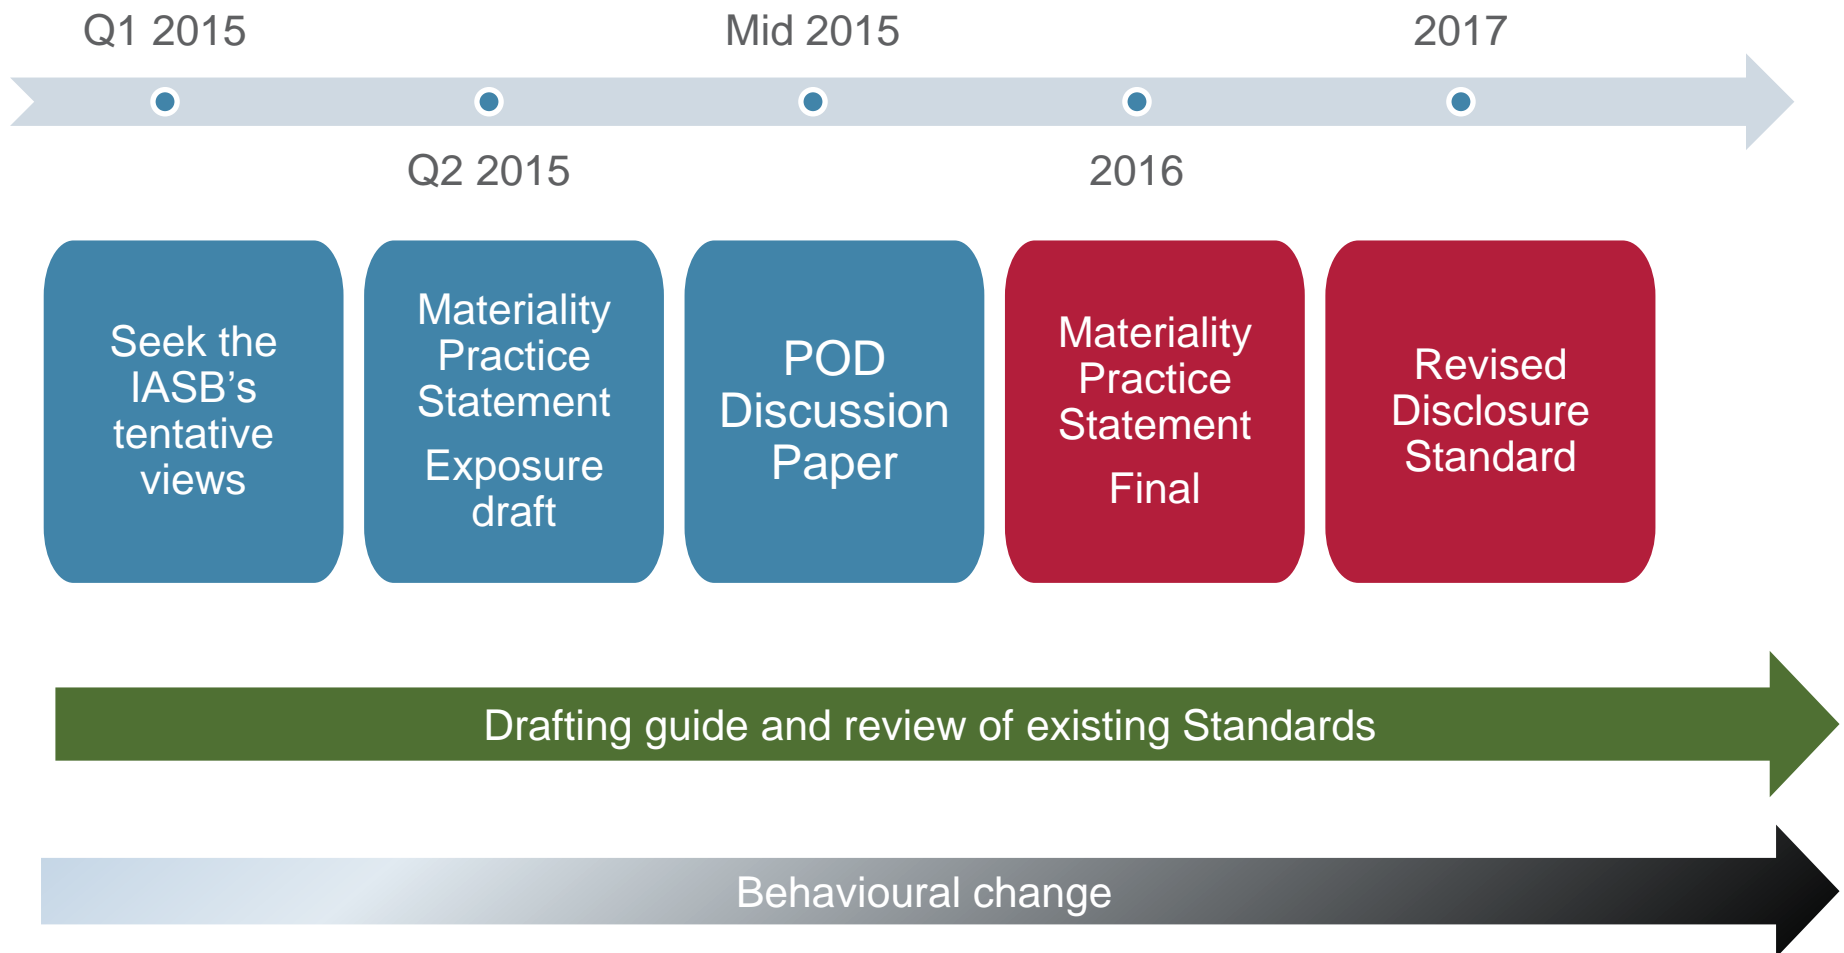 Q1 2015
Mid 2015
2017
Q2 2015
2016
Seek the
IASB’s
tentative
views
Materiality
Practice
Statement
Exposure
draft
POD
Discussion
Paper
Materiality
Practice
Statement
Final
Revised
Disclosure
Standard
Drafting guide and review of existing Standards
Behavioural change